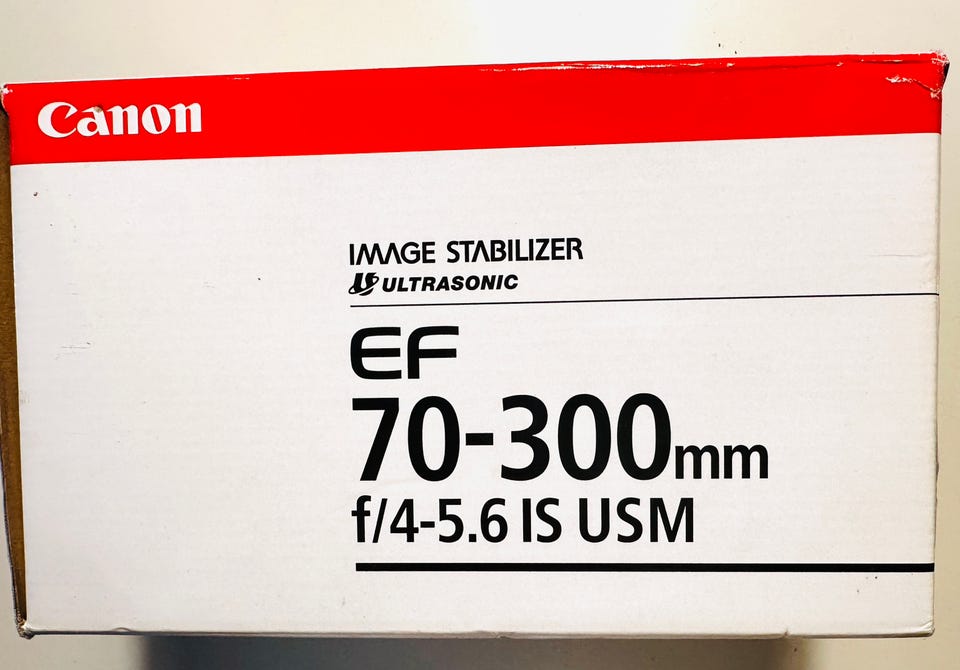 Canon
IMAGE STABILIZER
ULTRASONIC
EF
70-300mm
f/4-5.6 IS USM